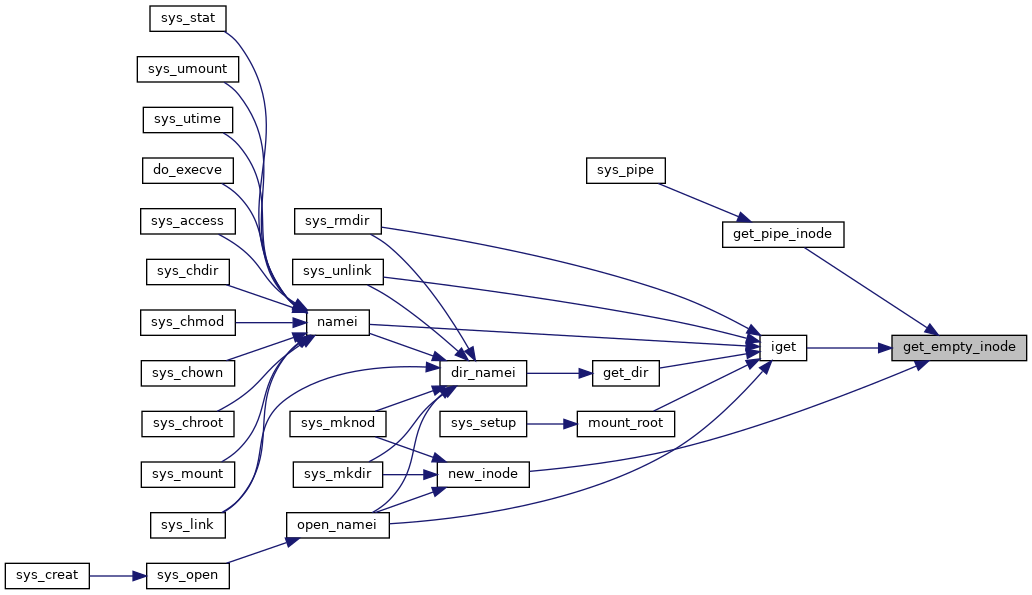 sys_stat
sys_umount
sys_utime
do_execve
sys_access
sys_chdir
sys_chmod
sys_chown
sys_chroot
sys_mount
sys_link
sys_creat
sys_open
sys_rmdir
sys_unlink
namei
sys_mknod
sys_mkdir
open_namei
dir_namei
sys_setup
new_inode
sys_pipe
get_dir
mount_root
get_pipe_inode
iget
get_empty_inode